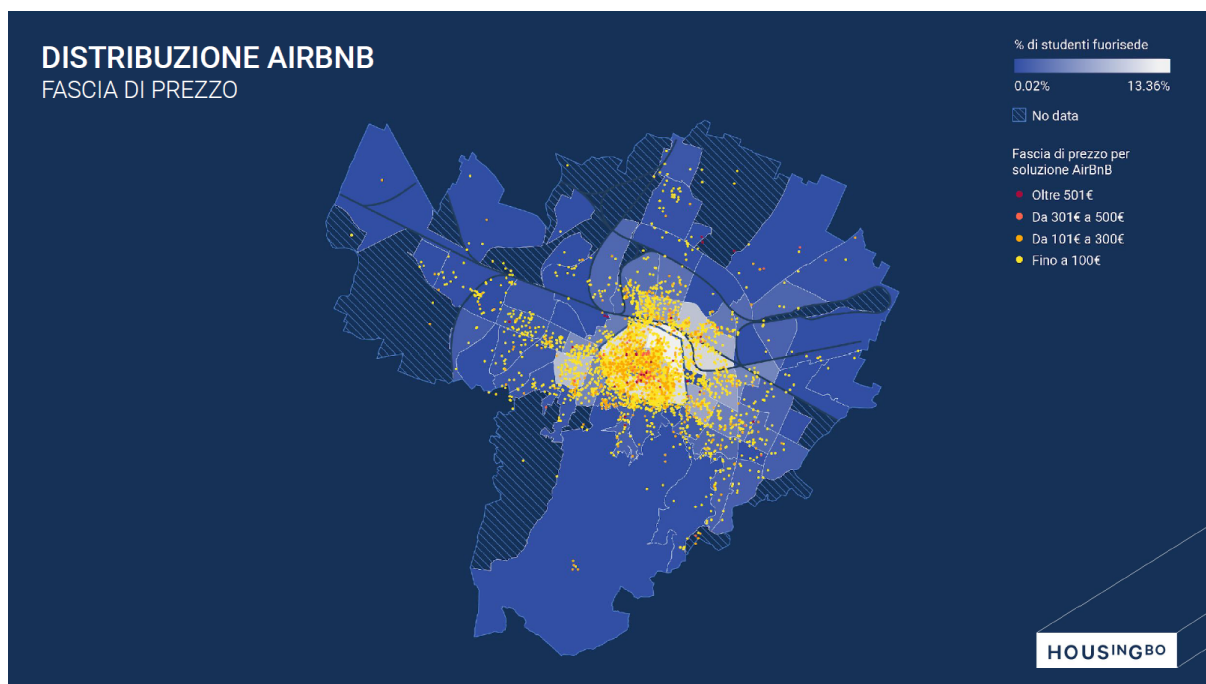 DISTRIBUZIONE AIRBNB
FASCIA DI PREZZO
% di studenti fuorisede
0.02% 13.36%
No data
Fascia di prezzo per
soluzione AirBnB
Oltre 501€
Da 301€ a 500€
Da 101€ a 300€
Fino a 100€
HOUSINGBO